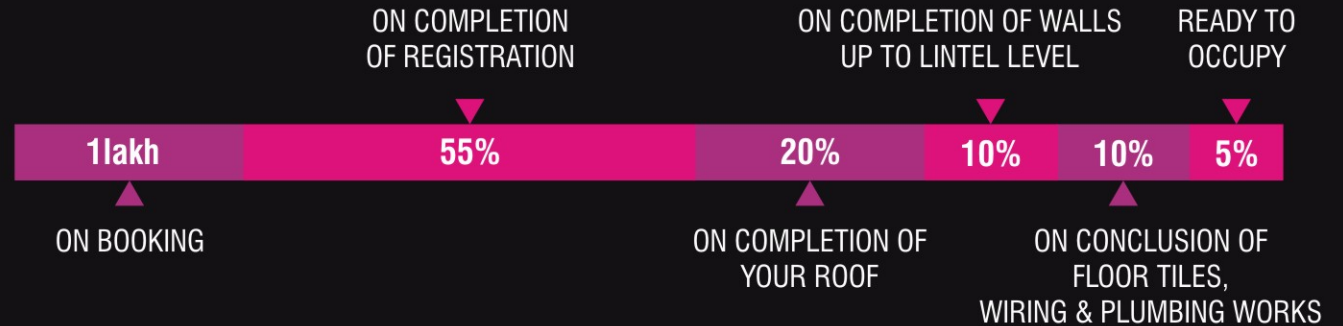 ON COMPLETION
OF REGISTRATION
ON COMPLETION OF WALLS
UP TO LINTEL LEVEL
READY TO
OCCUPY
1lakh
55%
20%
10%
10%
5%
ON BOOKING
ON COMPLETION OF
YOUR ROOF
ON CONCLUSION OF
FLOOR TILES,
WIRING & PLUMBING WORKS